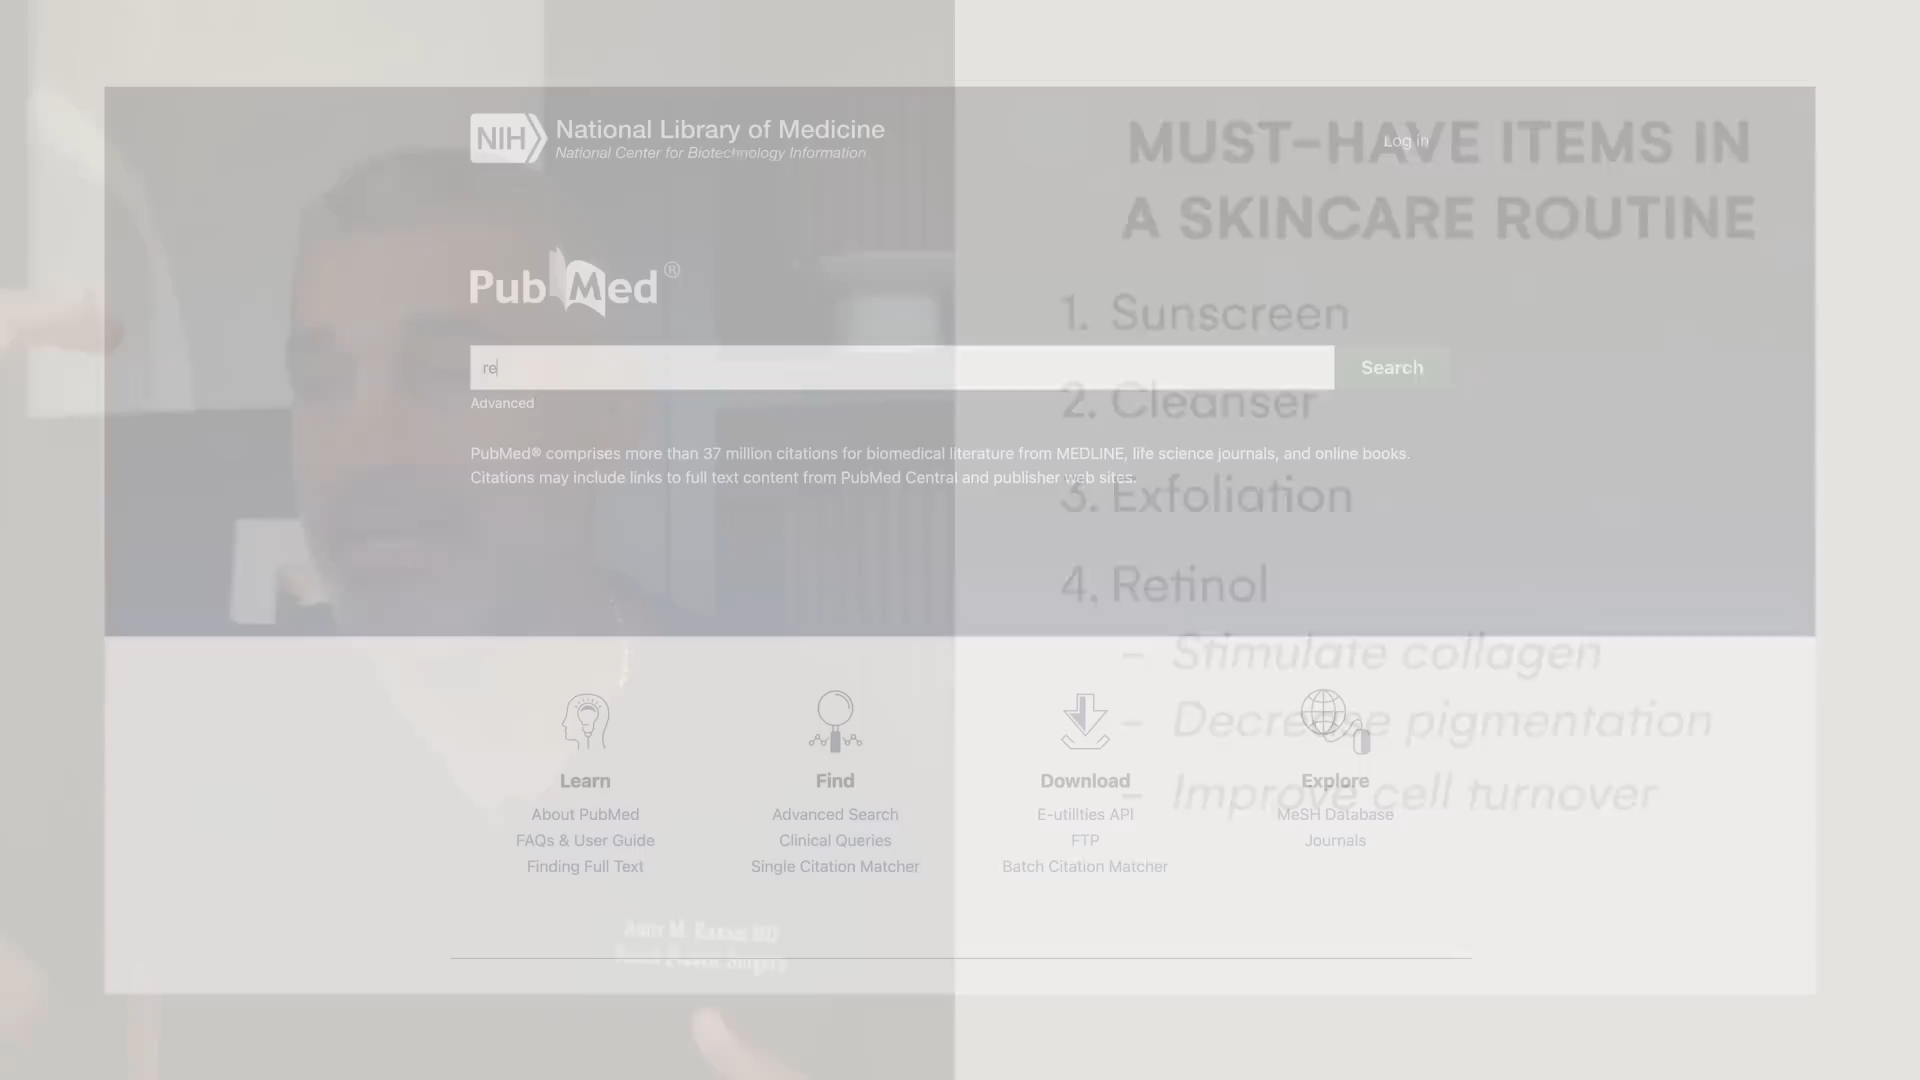 NIH National Library of Medicine
National Center for Biotechnology Information
Log in
PubMed®
re
Search
Advanced
PubMed® comprises more than 37 million citations for biomedical literature from MEDLINE, life science journals, and online books.
Citations may include links to full text content from PubMed Central and publisher web sites.
Learn
About PubMed
FAQs & User Guide
Finding Full Text
Find
Advanced Search
Clinical Queries
Single Citation Matcher
Download
E-utilities API
FTP
Batch Citation Matcher
Explore
MeSH Database
Journals
MUST-HAVE ITEMS IN
A SKINCARE ROUTINE
1. Sunscreen
2. Cleanser
3. Exfoliation
4. Retinol
- Stimulate collagen
- Decrease pigmentation
- Improve cell turnover